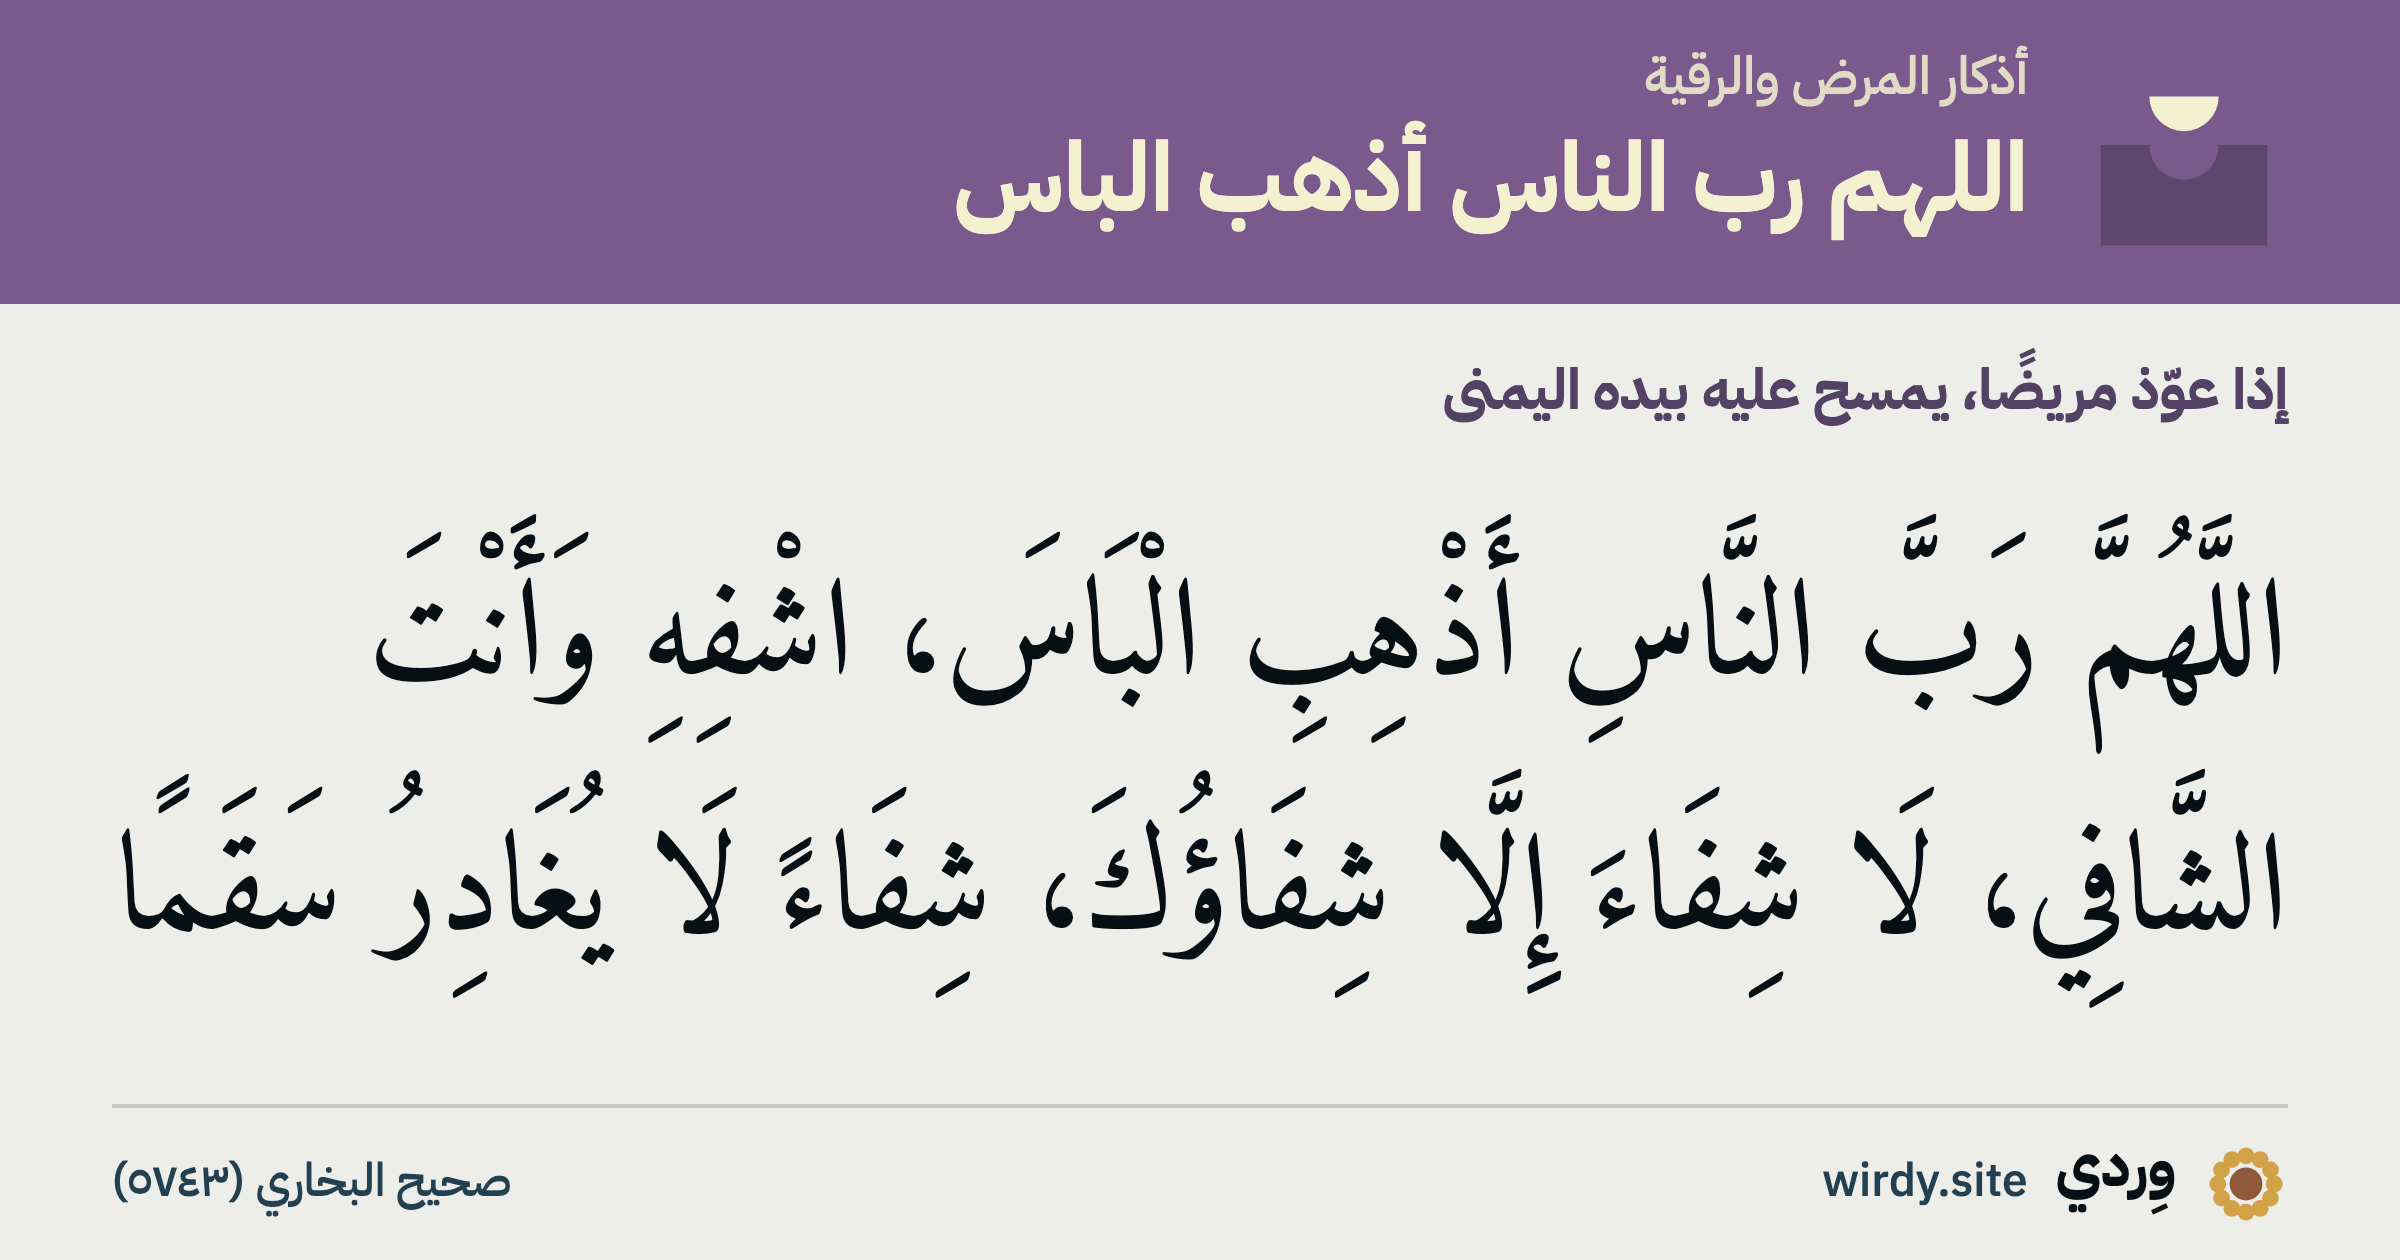 أذكار المرض والرقية
اللهم رب الناس أذهب الباس
إذا عوّذ مريضًا، يمسح عليه بيده اليمنى
اللَّهُمَّ رَبَّ النَّاسِ أَذْهِبِ الْبَاسَ، اشْفِهِ وَأَنْتَ
الشَّافِي، لَا شِفَاءَ إِلَّا شِفَاؤُكَ، شِفَاءً لَا يُغَادِرُ سَقَمًا
وِردي wirdy.site
صحيح البخاري (٥٧٤٣)